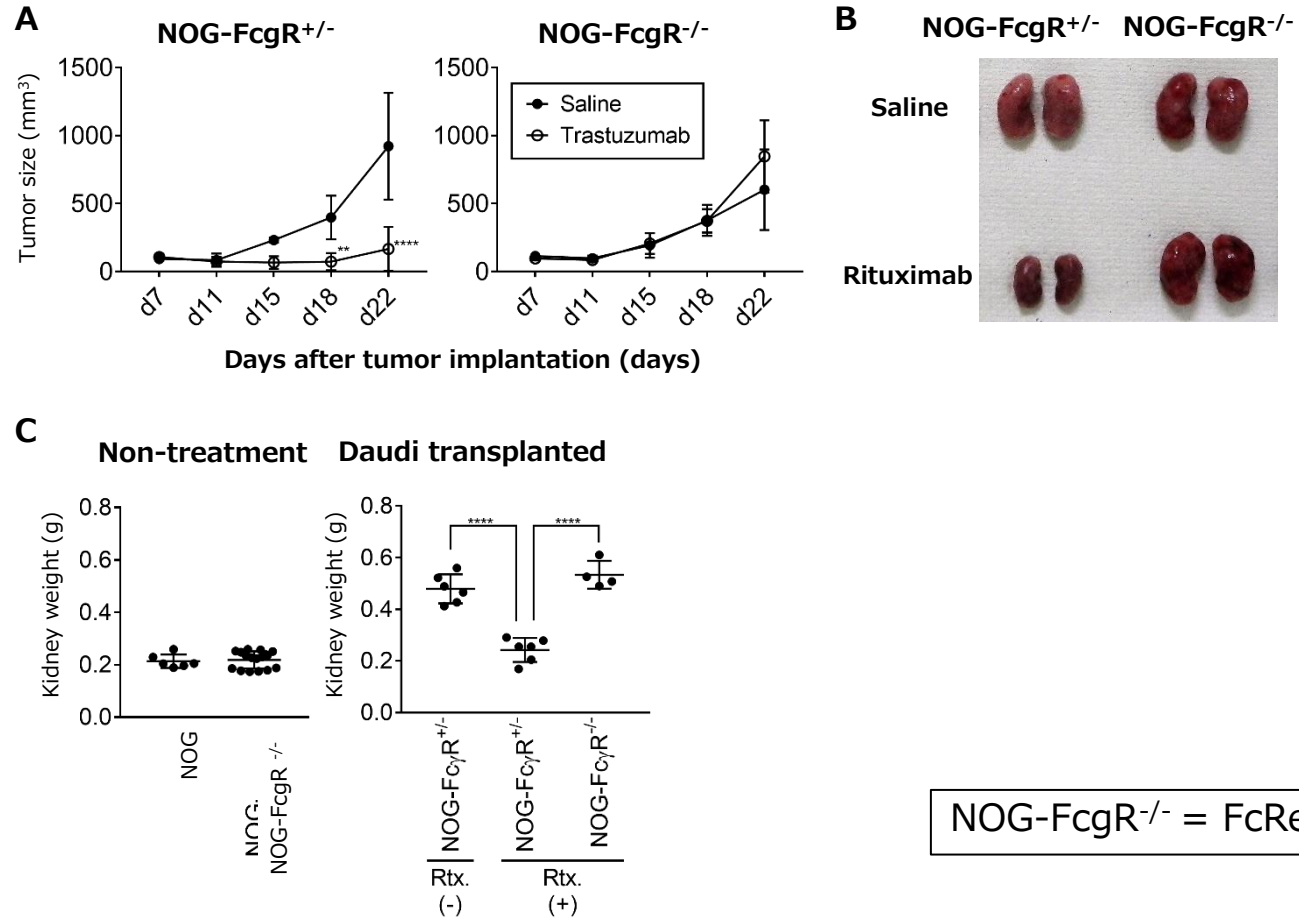 A
NOG-FcgR+/-
NOG-FcgR-/-
Tumor size (mm3)
1500
1000
500
0
d7
d11
d15
d18
d22
**
****
1500
1000
500
0
d7
d11
d15
d18
d22
Saline
Trastuzumab
Days after tumor implantation (days)
B
NOG-FcgR+/-
NOG-FcgR-/-
Saline
Rituximab
C
Non-treatment
Kidney weight (g)
0.8
0.6
0.4
0.2
0.0
NOG
NOG-FcgR -/-
Daudi transplanted
Kidney weight (g)
0.8
0.6
0.4
0.2
0.0
****
****
NOG-FcγR+/-
NOG-FcγR+/-
NOG-FcγR-/-
Rtx.
(-)
Rtx.
(+)
NOG-FcgR-/- = FcRe